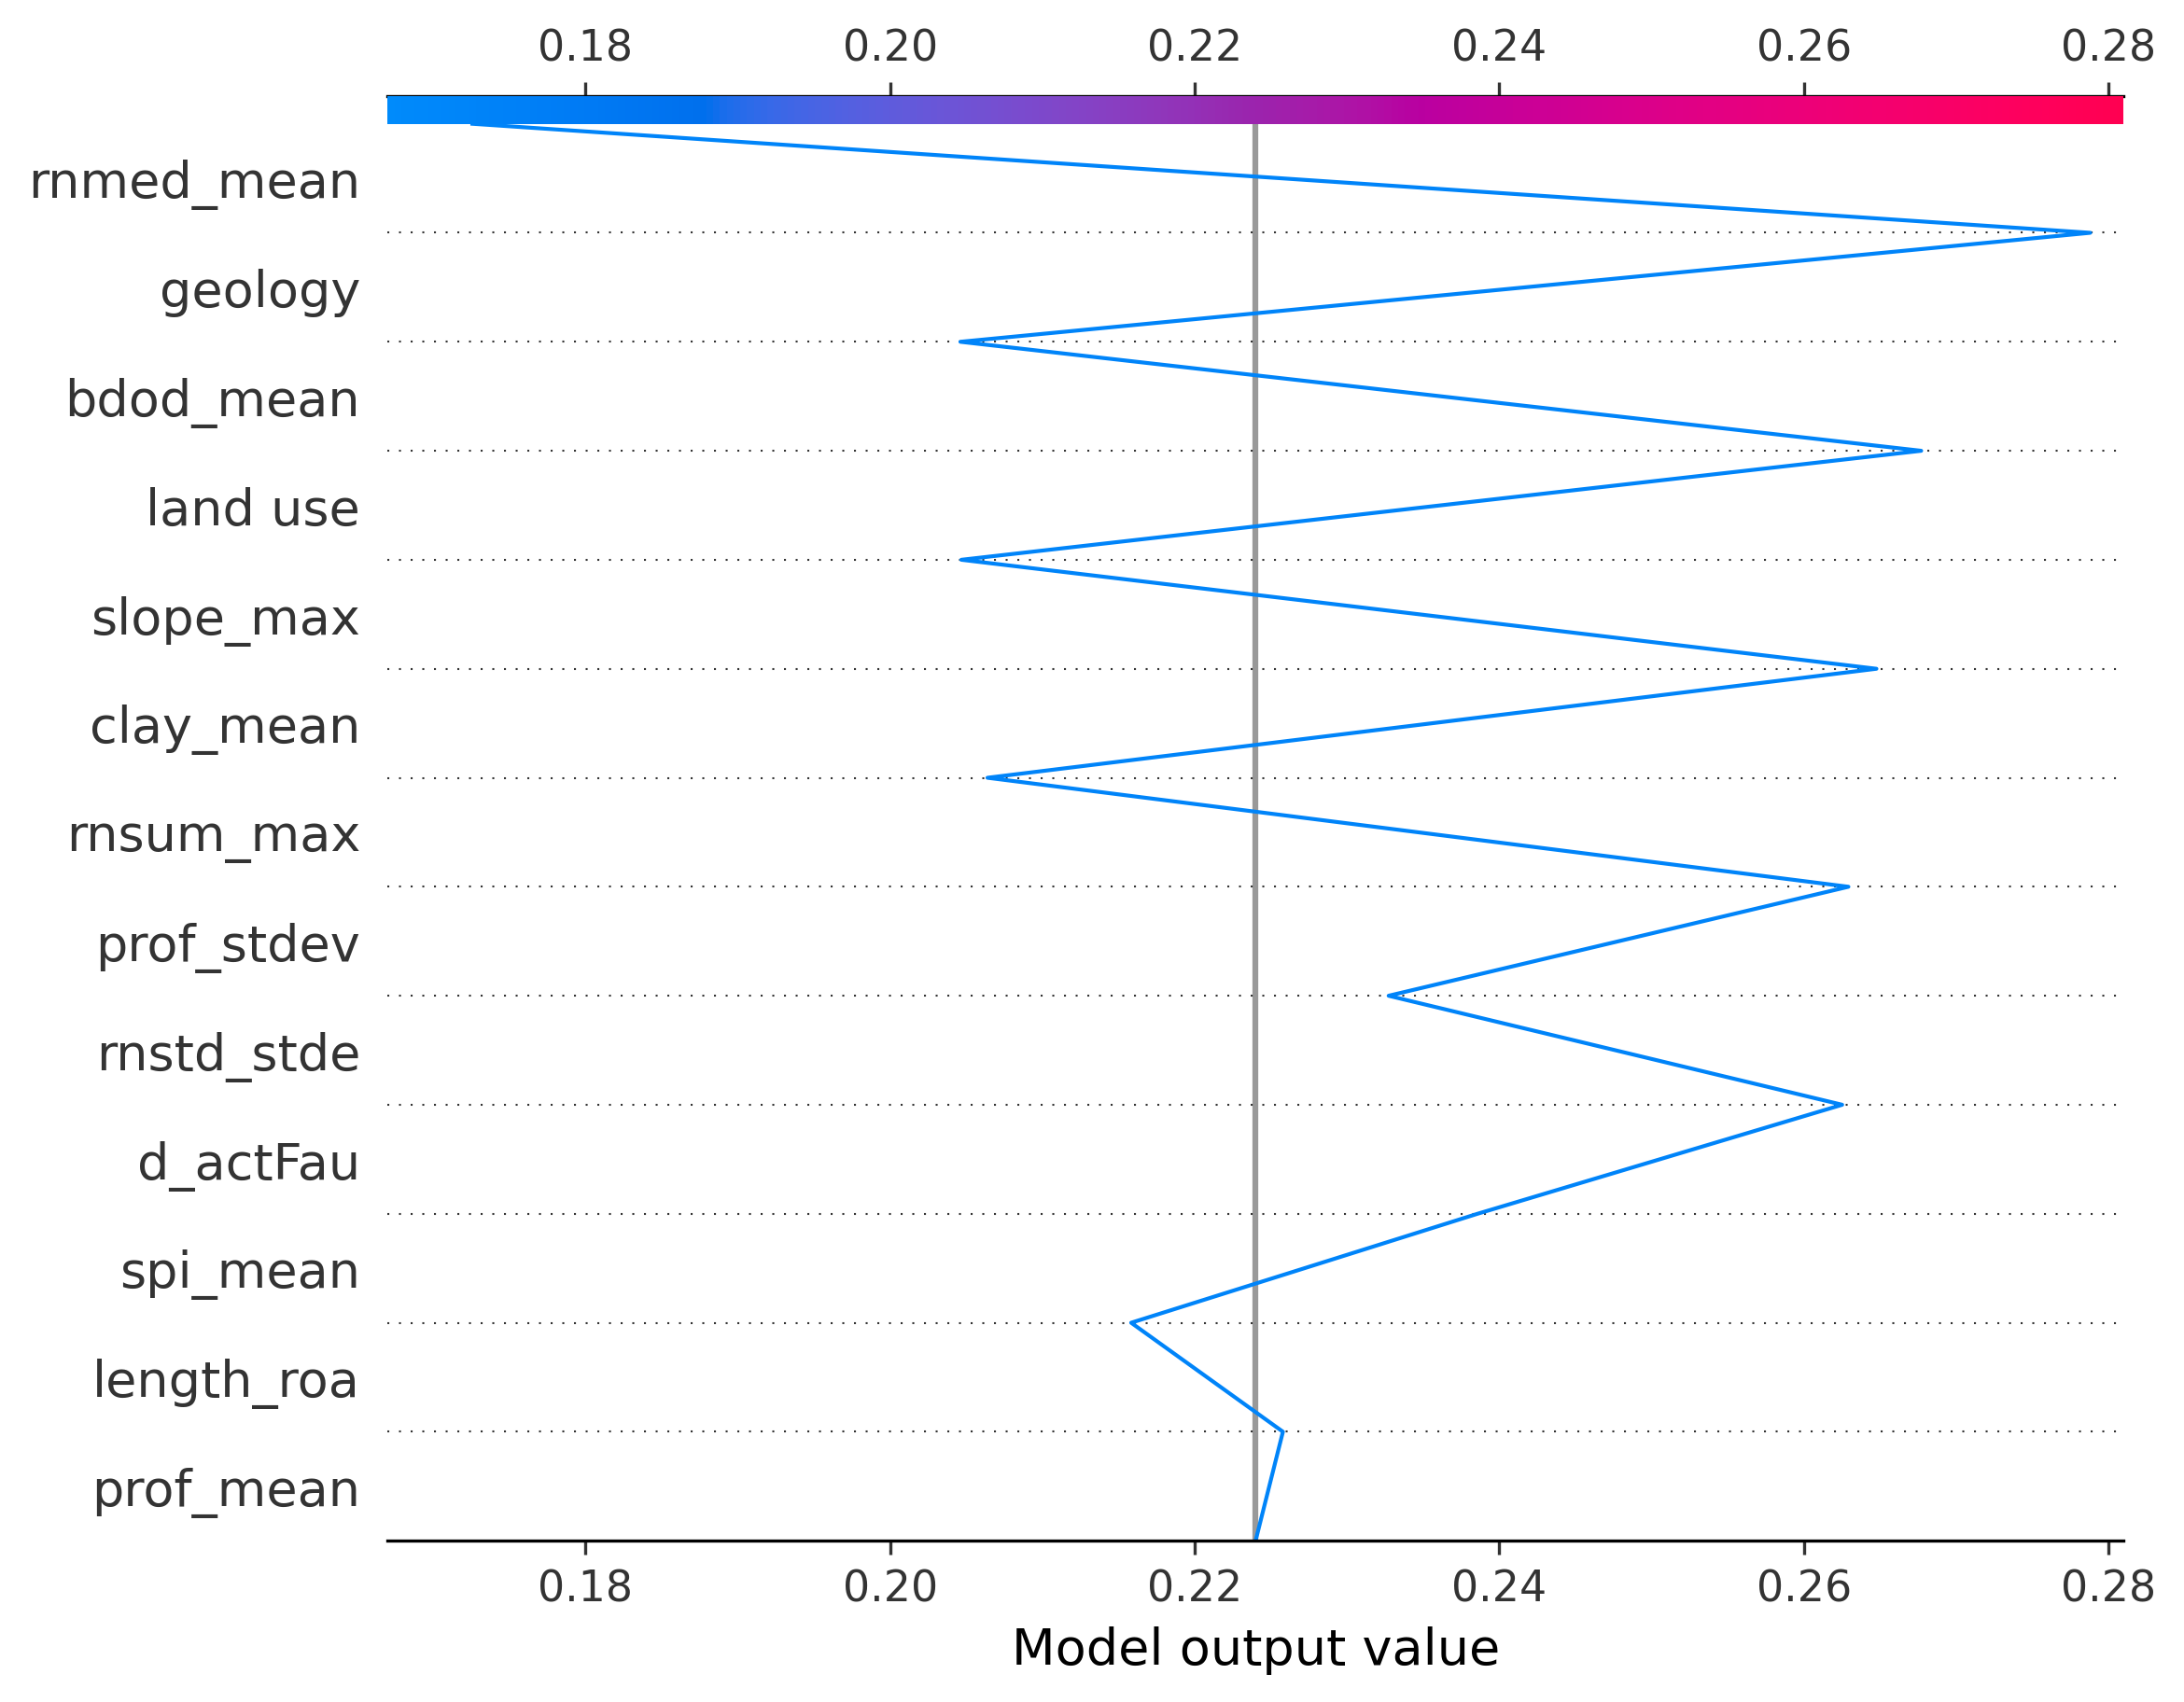 0.18 0.20 0.22 0.24 0.26 0.28
rnmed_mean
geology
bdod_mean
land use
slope_max
clay_mean
rnsum_max
prof_stdev
rnstd_stde
d_actFau
spi_mean
length_roa
prof_mean
0.18 0.20 0.22 0.24 0.26 0.28
Model output value